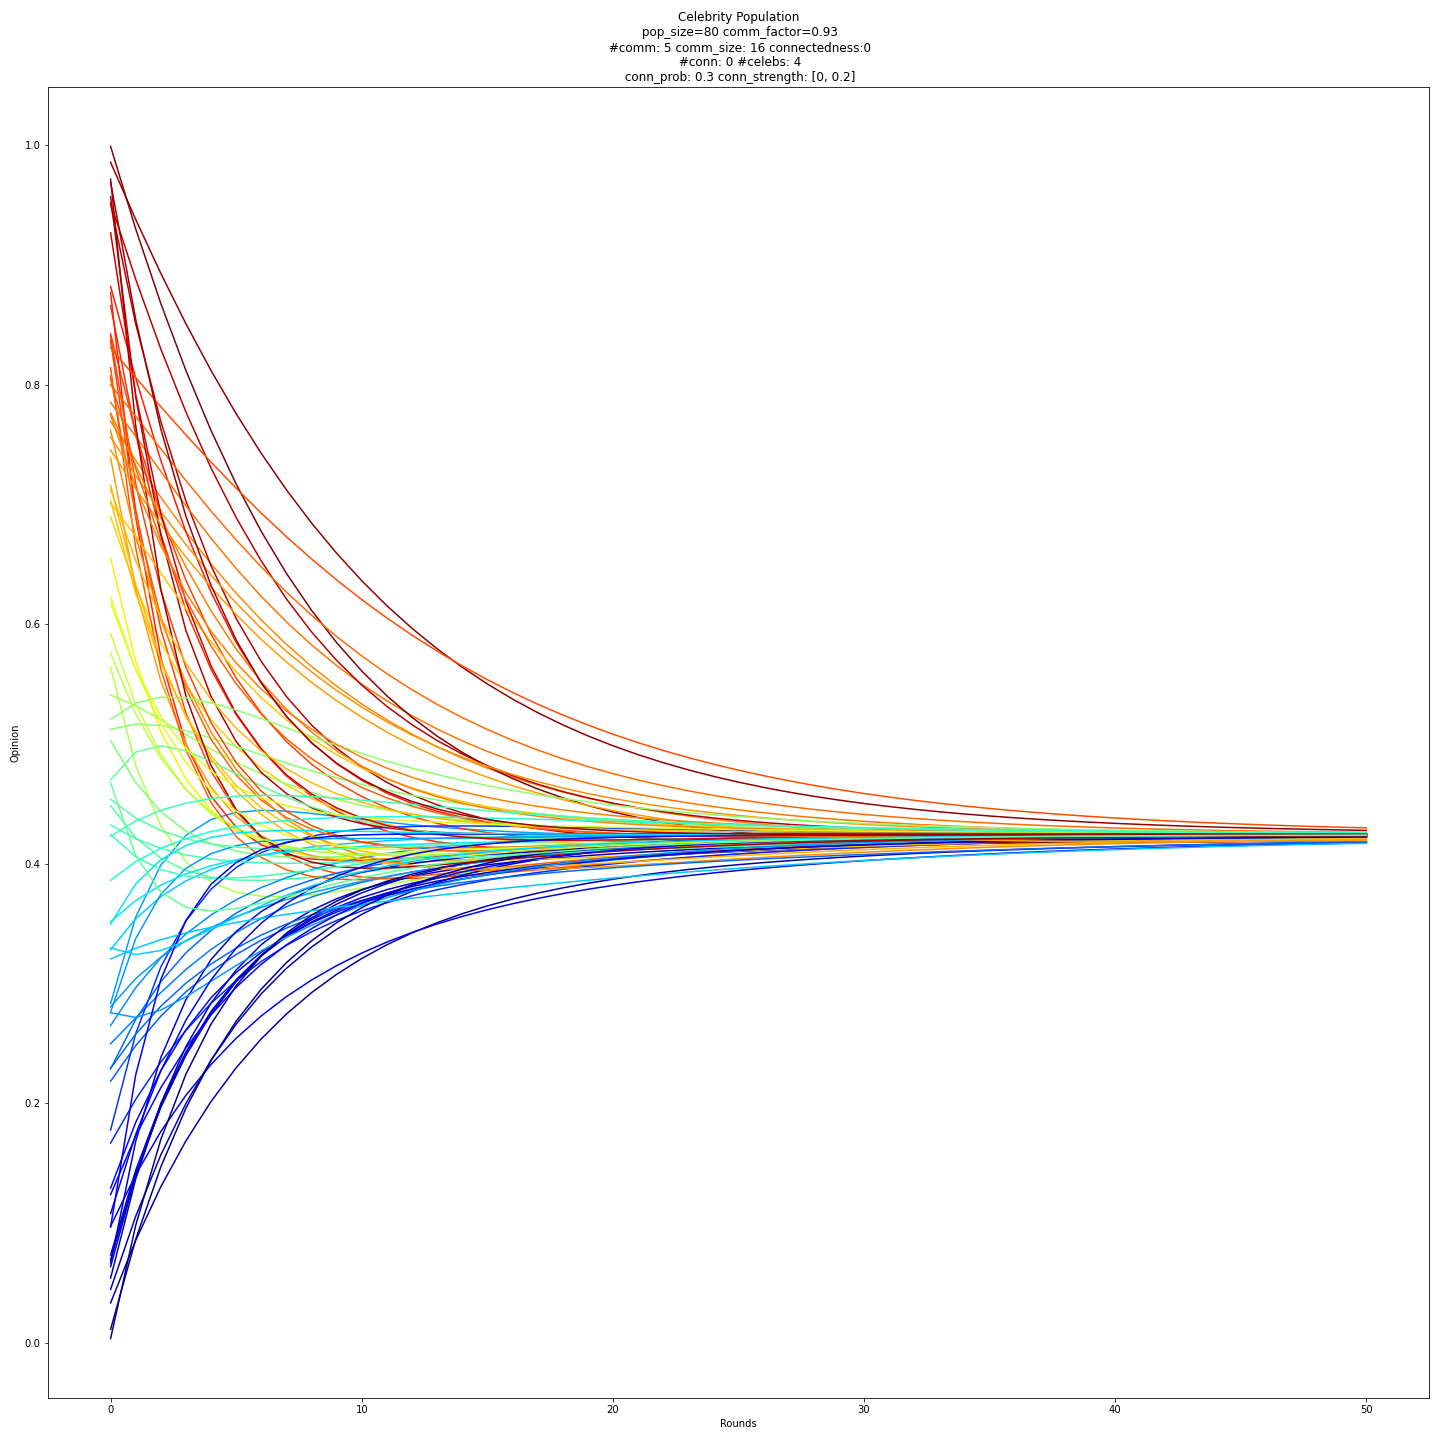 Celebrity Population
pop_size=80 comm_factor=0.93
#comm: 5 comm_size: 16 connectedness:0
#conn: 0 #celebs: 4
conn_prob: 0.3 conn_strength: [0, 0.2]
1.0
0.8
0.6
Opinion
0.4
0.2
0.0
0 10 20 30 40 50
Rounds